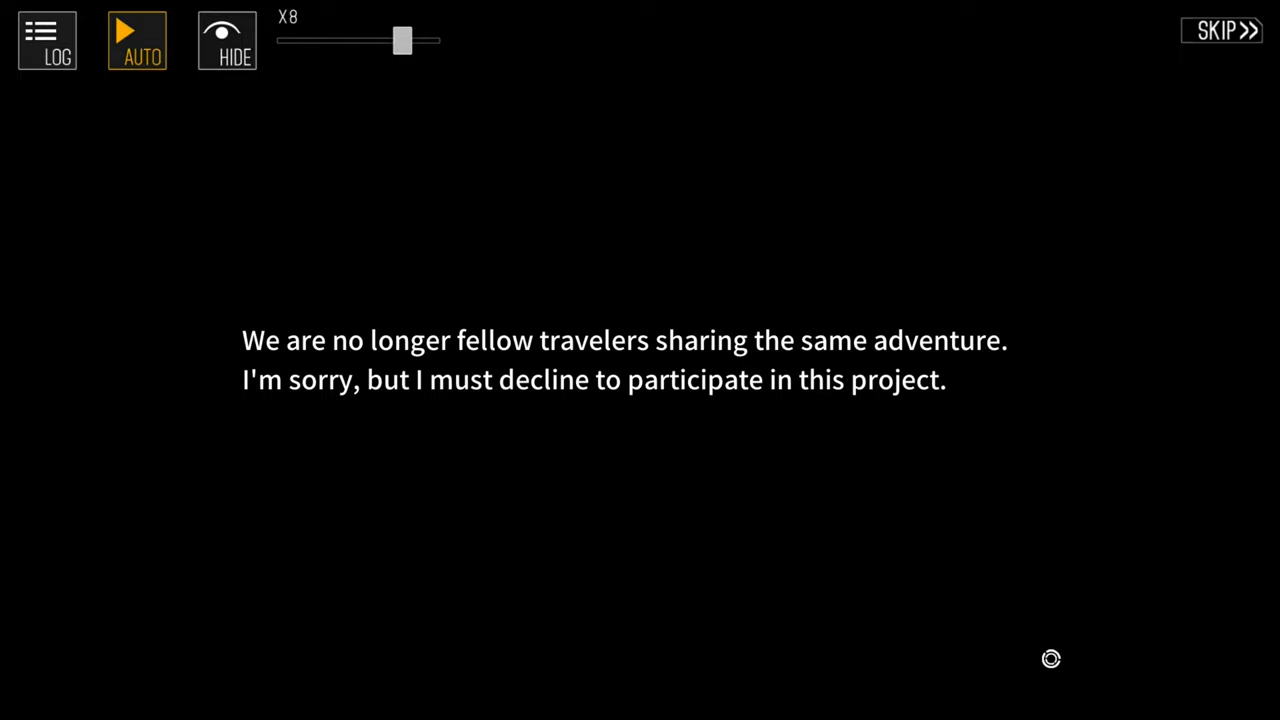 X8
LOG
AUTO
HIDE
SKIP
We are no longer fellow travelers sharing the same adventure.
I'm sorry, but I must decline to participate in this project.